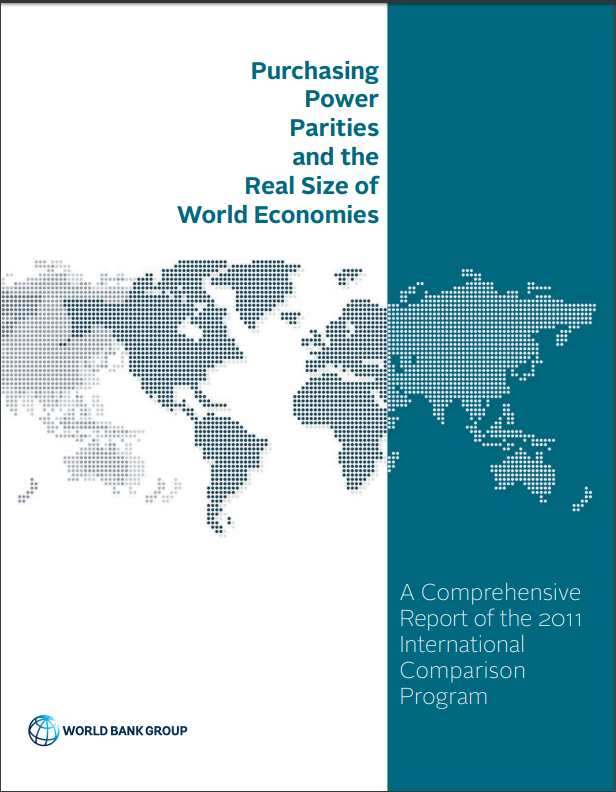 Purchasing
Power
Parities
and the
Real Size of
World Economies
A Comprehensive
Report of the 2011
International
Comparison
Program
WORLD BANK GROUP